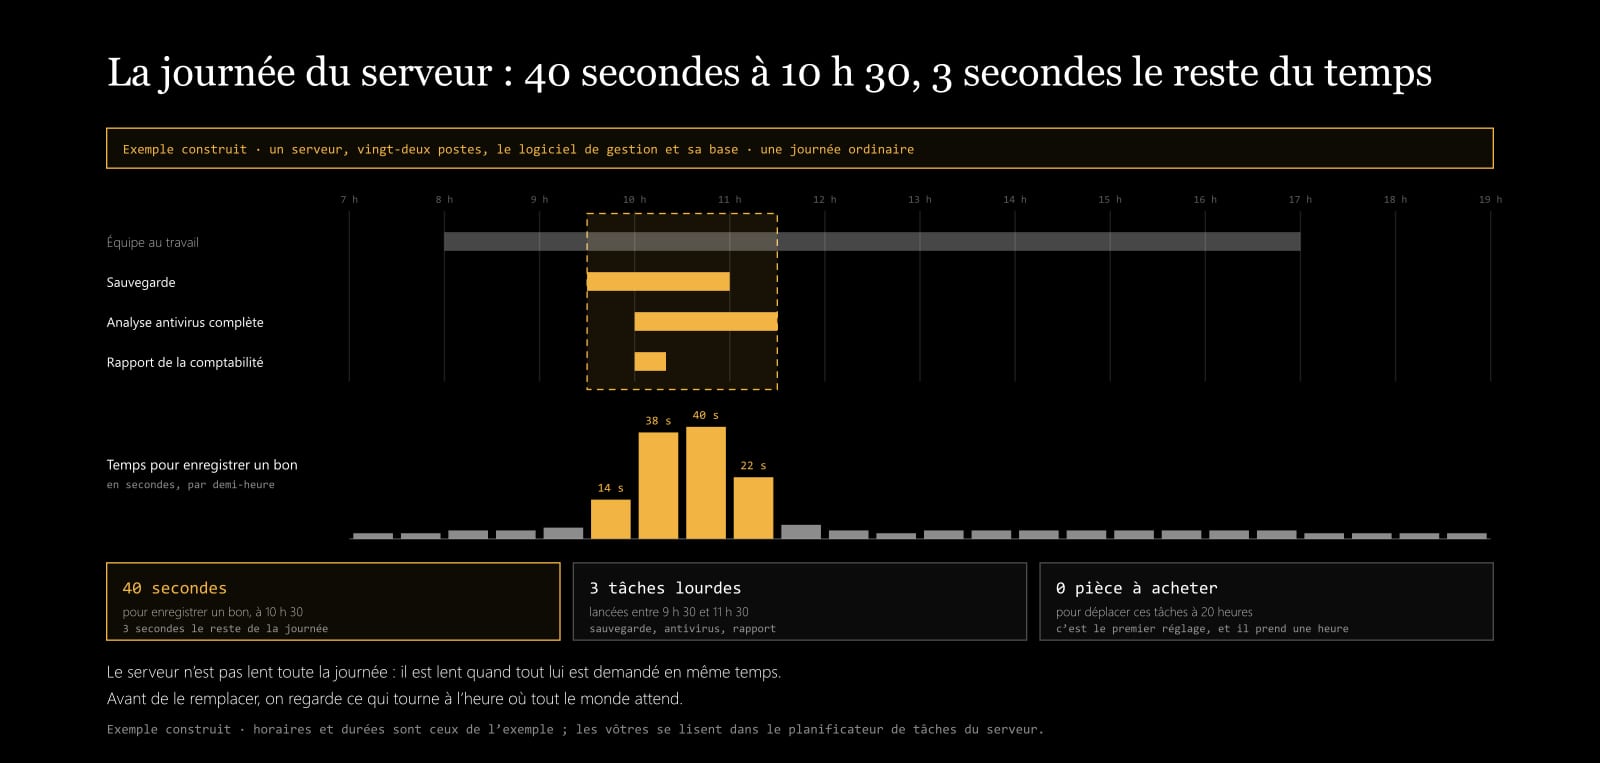 La journée du serveur : 40 secondes à 10 h 30, 3 secondes le reste du temps
Exemple construit · un serveur, vingt-deux postes, le logiciel de gestion et sa base · une journée ordinaire
7 h 8 h 9 h 10 h 11 h 12 h 13 h 14 h 15 h 16 h 17 h 18 h 19 h
Équipe au travail
Sauvegarde
Analyse antivirus complète
Rapport de la comptabilité
14 s 38 s 40 s 22 s
Temps pour enregistrer un bon
en secondes, par demi-heure
40 secondes
pour enregistrer un bon, à 10 h 30
3 secondes le reste de la journée
3 tâches lourdes
lancées entre 9 h 30 et 11 h 30
sauvegarde, antivirus, rapport
0 pièce à acheter
pour déplacer ces tâches à 20 heures
c’est le premier réglage, et il prend une heure
Le serveur n’est pas lent toute la journée : il est lent quand tout lui est demandé en même temps.
Avant de le remplacer, on regarde ce qui tourne à l’heure où tout le monde attend.
Exemple construit · horaires et durées sont ceux de l’exemple ; les vôtres se lisent dans le planificateur de tâches du serveur.